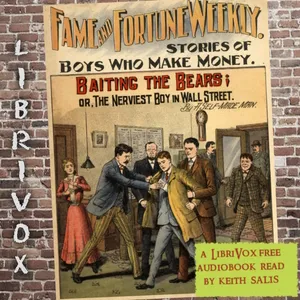 FAME AND FORTUNE WEEKLY.
STORIES OF
BOYS WHO MAKE MONEY.
BAITING THE BEARS;
OR, THE NERVIEST BOY IN WALL STREET.
By A SELF-MADE MAN.
LIBRIVOX
A LIBRIVOX FREE
AUDIOBOOK READ
BY KEITH SALIS